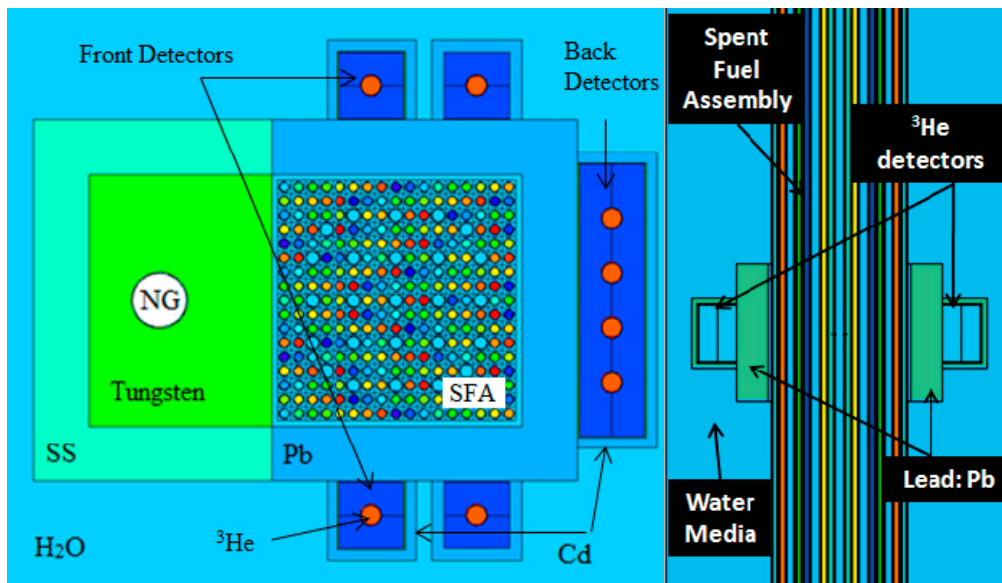 Front Detectors
Back
Detectors
NG
Tungsten
SFA
SS
Pb
³He
H₂O
Cd
Spent
Fuel
Assembly
³He
detectors
Lead: Pb
Water
Media